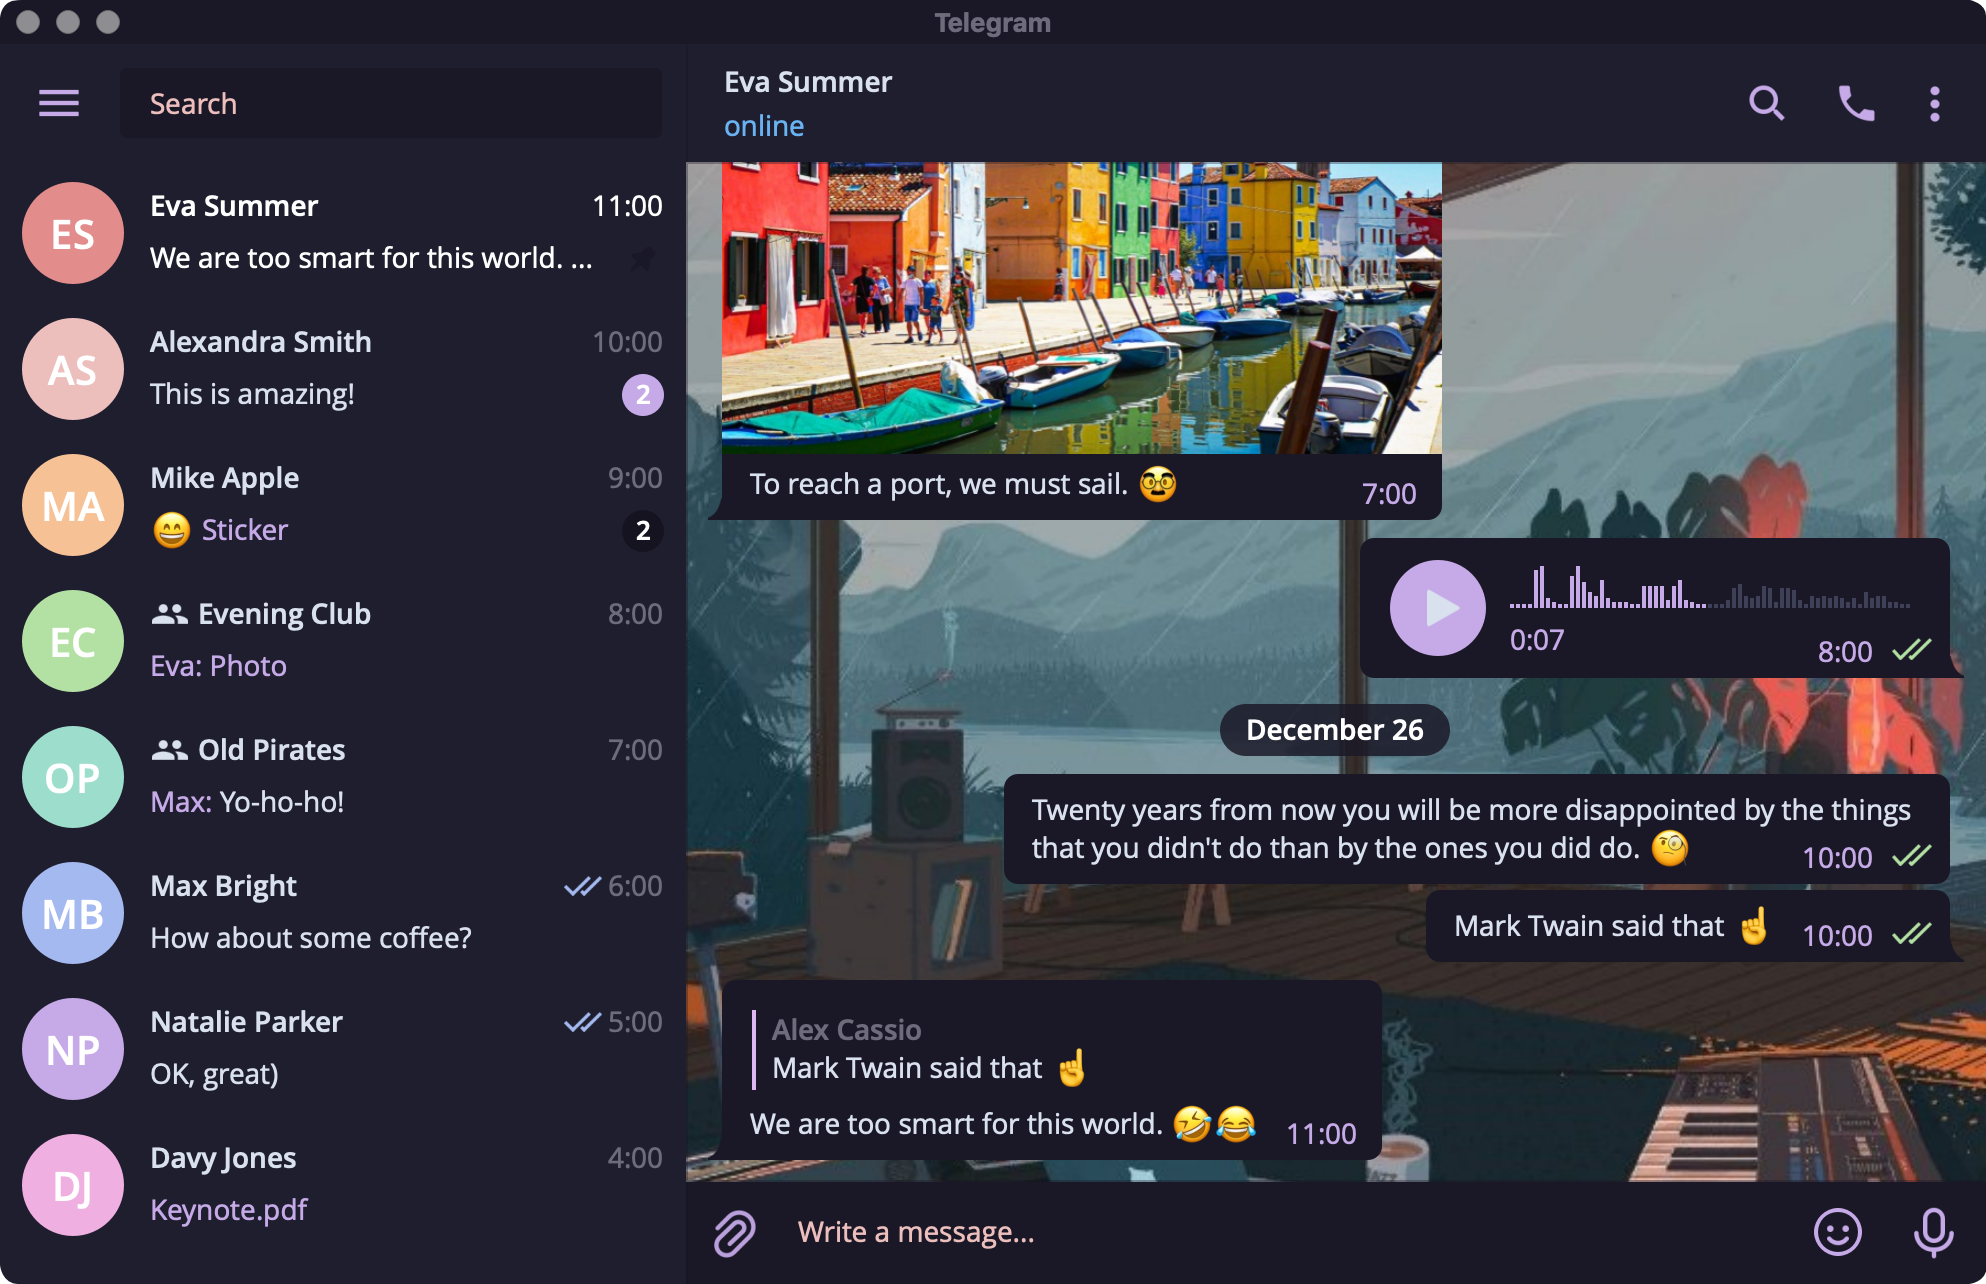 Telegram
Search
ES
Eva Summer 11:00
We are too smart for this world. ...
AS
Alexandra Smith 10:00
This is amazing! 2
MA
Mike Apple 9:00
😄 Sticker 2
EC
Evening Club 8:00
Eva: Photo
OP
Old Pirates 7:00
Max: Yo-ho-ho!
MB
Max Bright 6:00
How about some coffee?
NP
Natalie Parker 5:00
OK, great)
DJ
Davy Jones 4:00
Keynote.pdf
Eva Summer
online
To reach a port, we must sail. 🥸 7:00
0:07 8:00
December 26
Twenty years from now you will be more disappointed by the things
that you didn't do than by the ones you did do. 🧐 10:00
Mark Twain said that ☝️ 10:00
Alex Cassio
Mark Twain said that ☝️
We are too smart for this world. 🤣😂 11:00
Write a message...